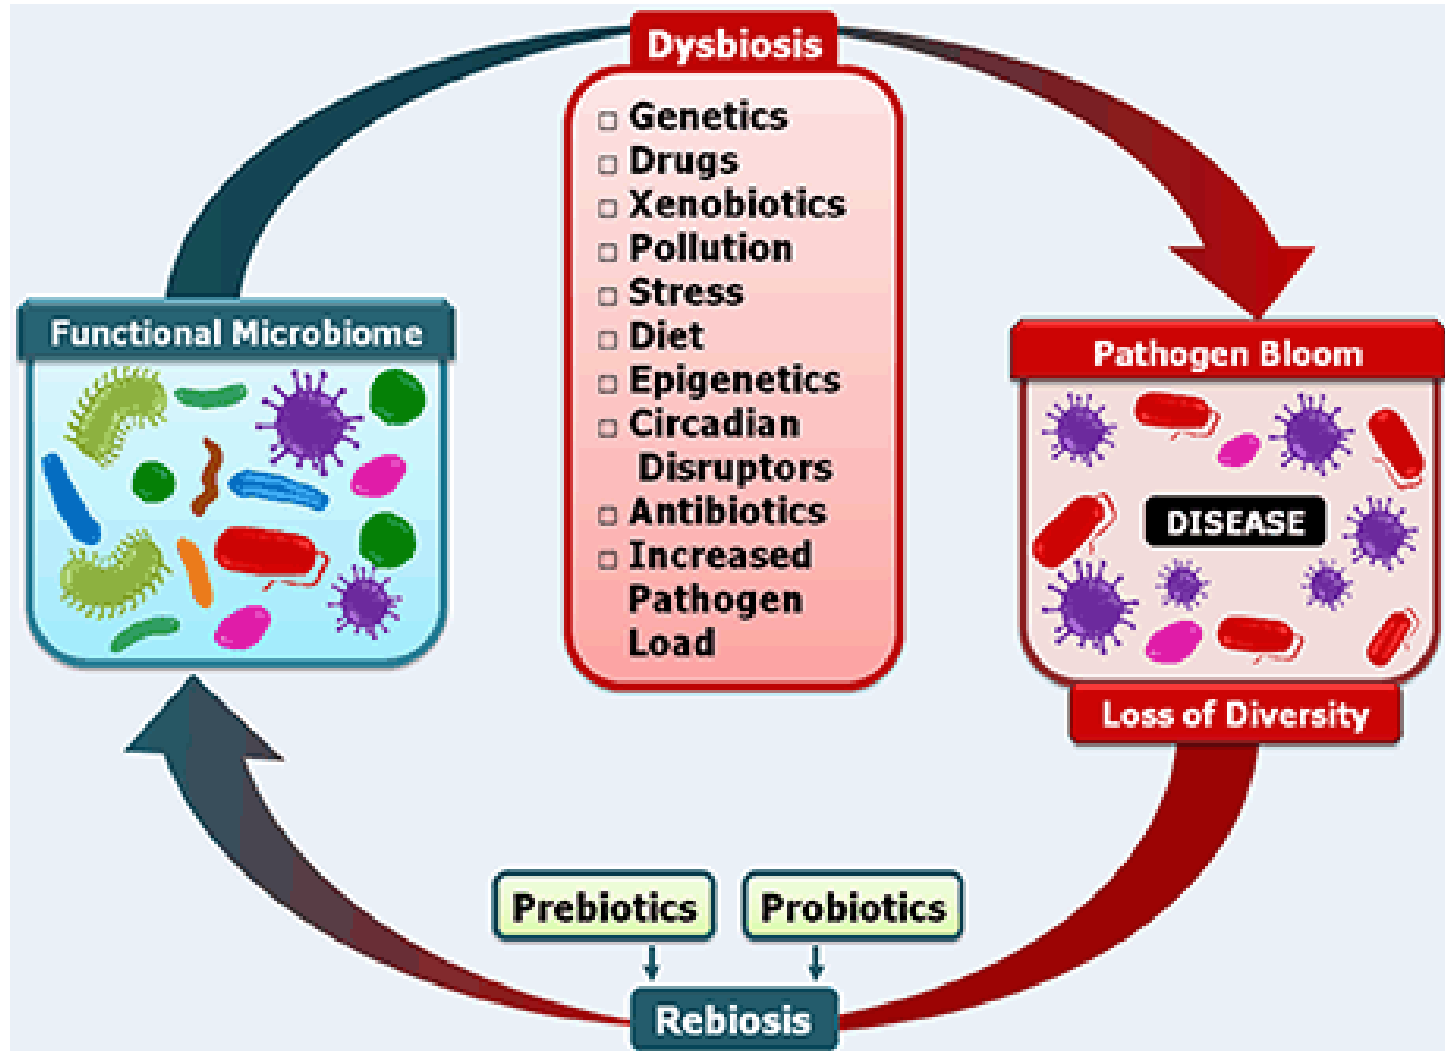 Dysbiosis
□ Genetics
□ Drugs
□ Xenobiotics
□ Pollution
□ Stress
□ Diet
□ Epigenetics
□ Circadian
Disruptors
□ Antibiotics
□ Increased
Pathogen
Load
Functional Microbiome
Pathogen Bloom
DISEASE
Loss of Diversity
Prebiotics
Probiotics
Rebiosis